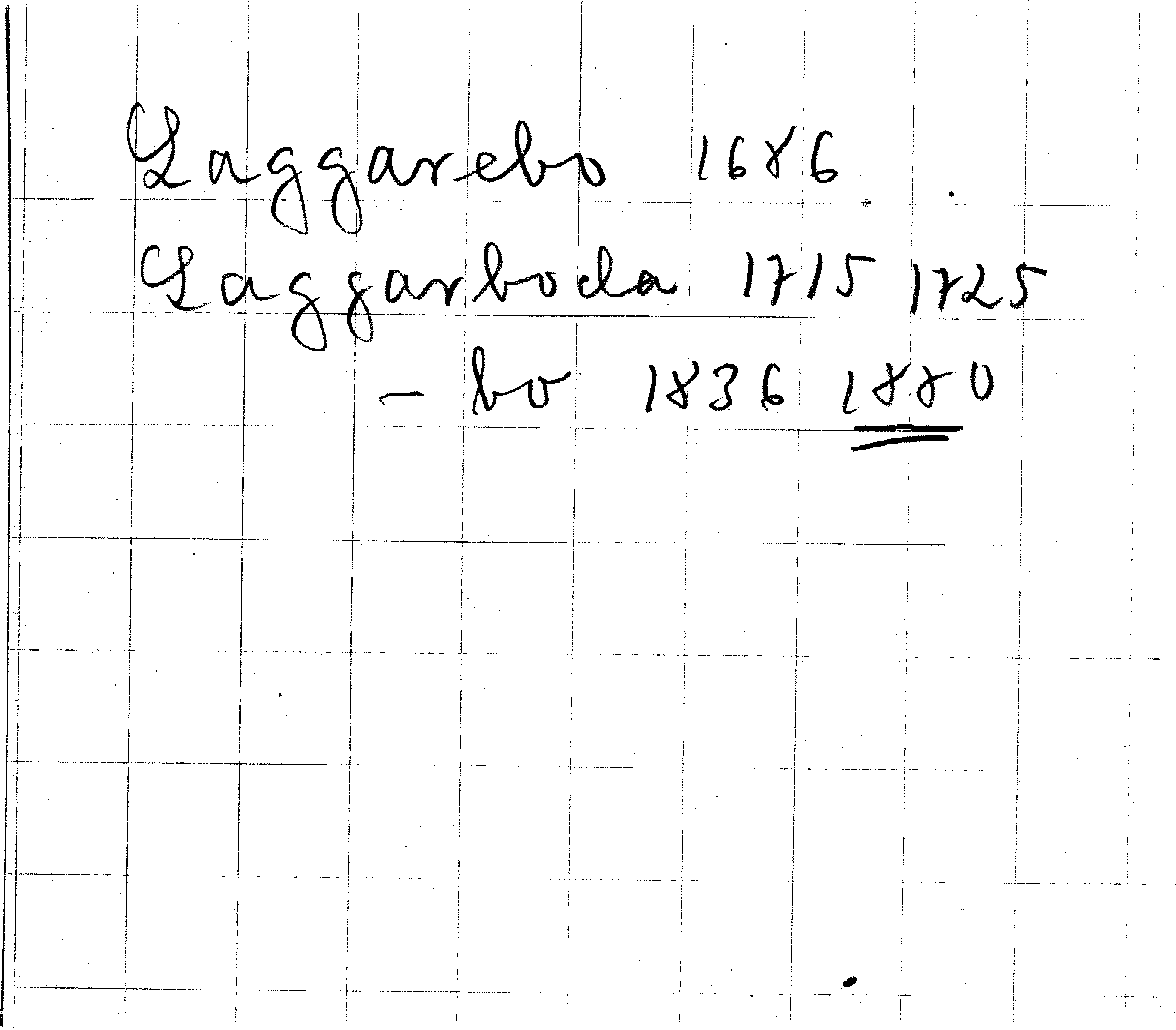 Laggarebo 1686
Laggarboda 1715 1725
- bo 1836 1880